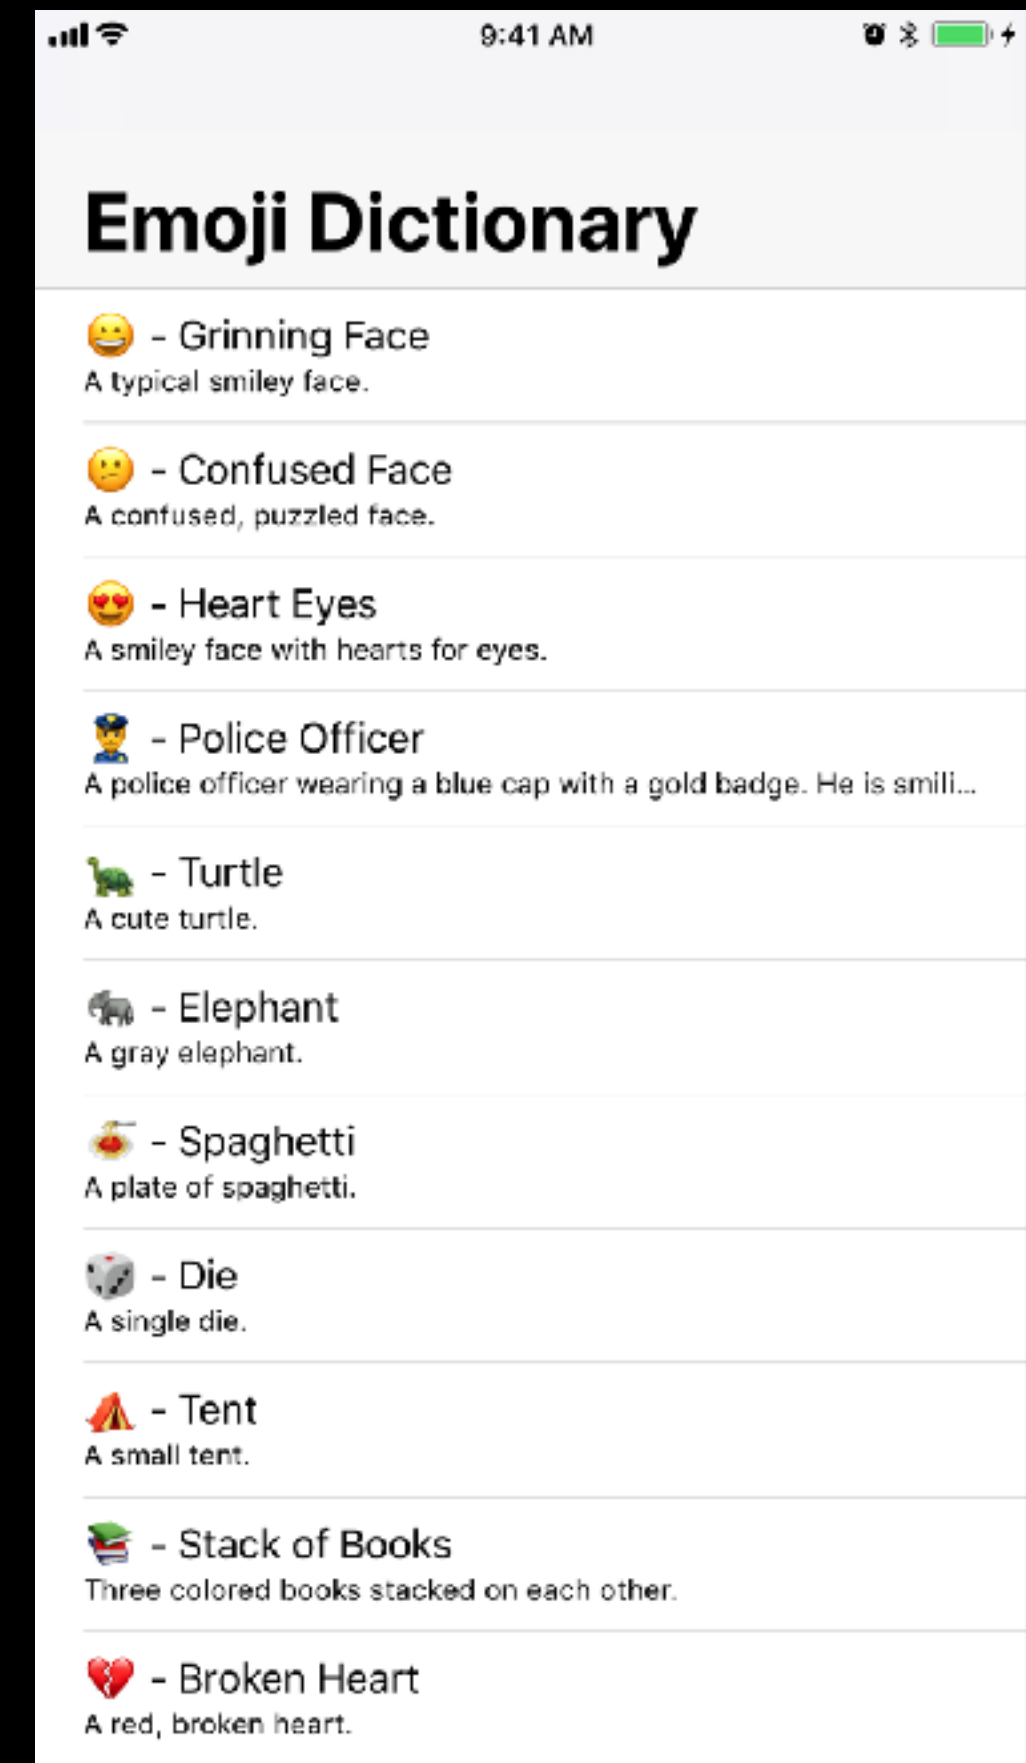 9:41 AM
Emoji Dictionary
😀 - Grinning Face
A typical smiley face.
😕 - Confused Face
A confused, puzzled face.
😍 - Heart Eyes
A smiley face with hearts for eyes.
👮 - Police Officer
A police officer wearing a blue cap with a gold badge. He is smili...
🐢 - Turtle
A cute turtle.
🐘 - Elephant
A gray elephant.
🍝 - Spaghetti
A plate of spaghetti.
🎲 - Die
A single die.
⛺ - Tent
A small tent.
📚 - Stack of Books
Three colored books stacked on each other.
💔 - Broken Heart
A red, broken heart.